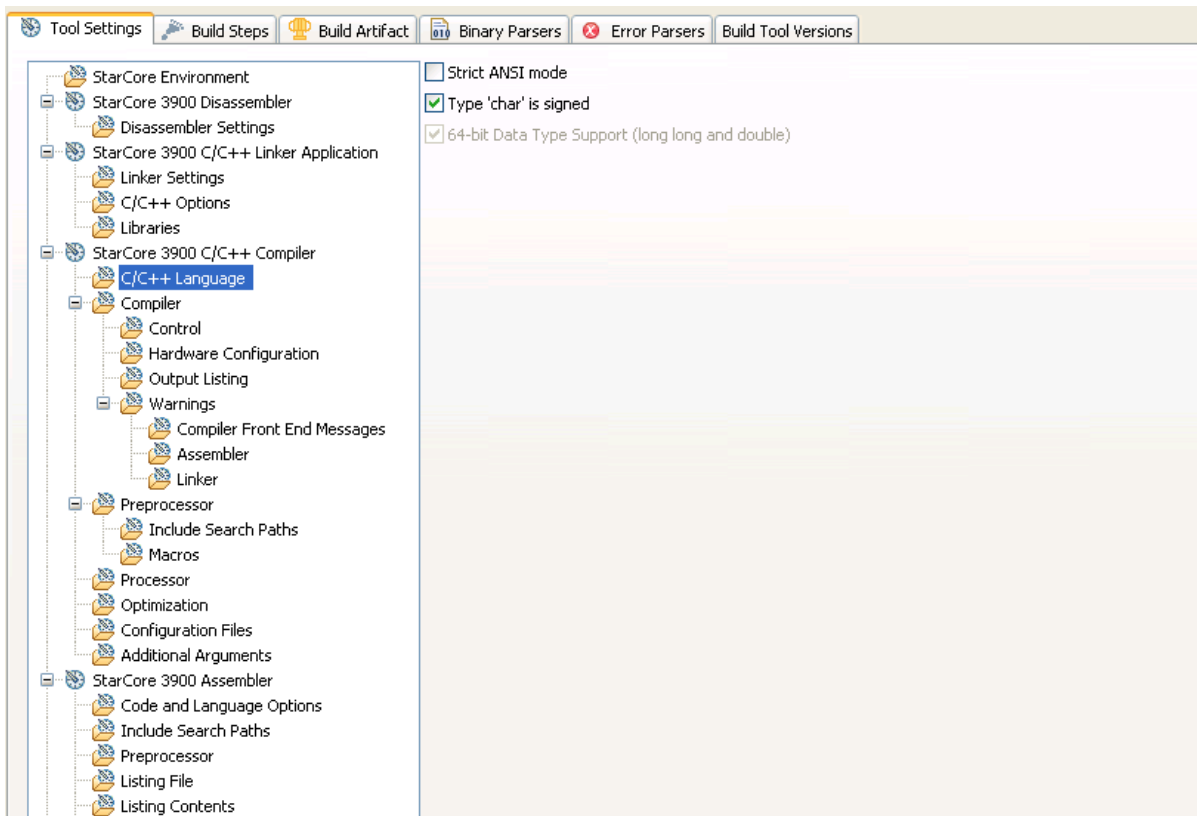 Tool Settings Build Steps Build Artifact Binary Parsers Error Parsers Build Tool Versions
StarCore Environment
StarCore 3900 Disassembler
Disassembler Settings
StarCore 3900 C/C++ Linker Application
Linker Settings
C/C++ Options
Libraries
StarCore 3900 C/C++ Compiler
C/C++ Language
Compiler
Control
Hardware Configuration
Output Listing
Warnings
Compiler Front End Messages
Assembler
Linker
Preprocessor
Include Search Paths
Macros
Processor
Optimization
Configuration Files
Additional Arguments
StarCore 3900 Assembler
Code and Language Options
Include Search Paths
Preprocessor
Listing File
Listing Contents
Strict ANSI mode
Type 'char' is signed
64-bit Data Type Support (long long and double)